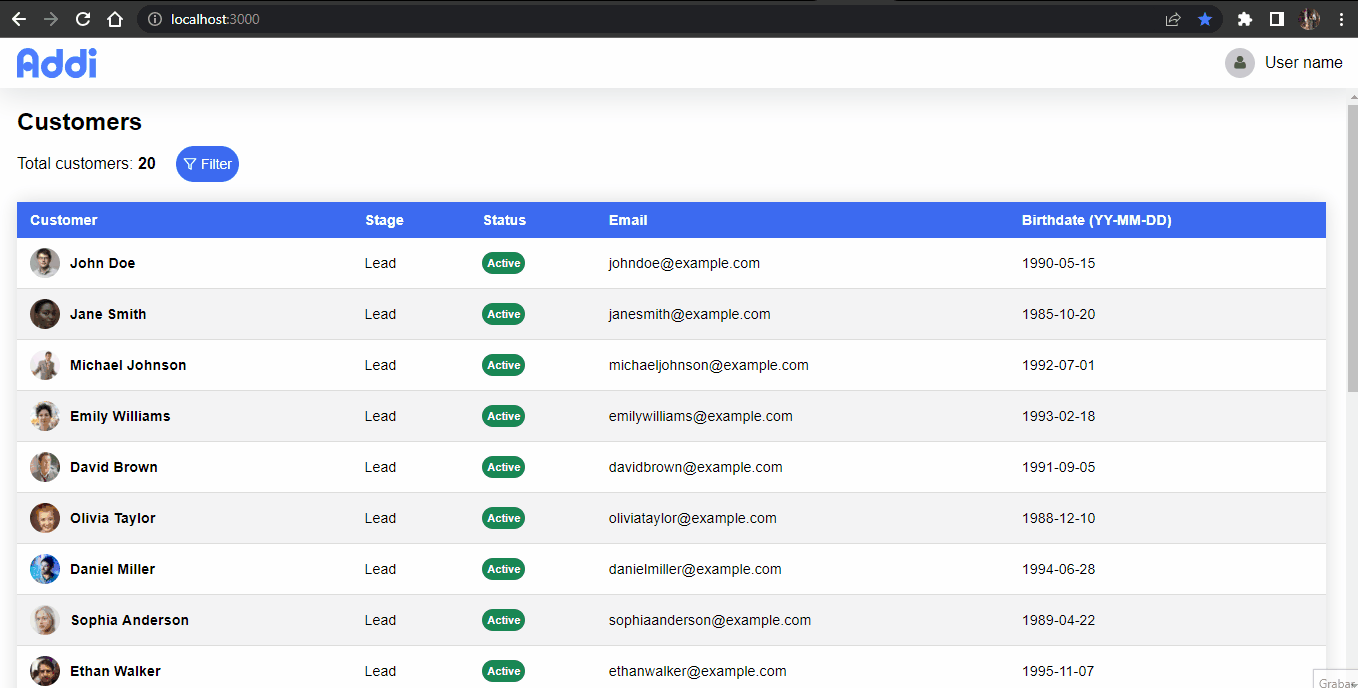 localhost:3000
Addi
User name
Customers
Total customers: 20 Filter
Customer Stage Status Email Birthdate (YY-MM-DD)
John Doe Lead Active johndoe@example.com 1990-05-15
Jane Smith Lead Active janesmith@example.com 1985-10-20
Michael Johnson Lead Active michaeljohnson@example.com 1992-07-01
Emily Williams Lead Active emilywilliams@example.com 1993-02-18
David Brown Lead Active davidbrown@example.com 1991-09-05
Olivia Taylor Lead Active oliviataylor@example.com 1988-12-10
Daniel Miller Lead Active danielmiller@example.com 1994-06-28
Sophia Anderson Lead Active sophiaanderson@example.com 1989-04-22
Ethan Walker Lead Active ethanwalker@example.com 1995-11-07